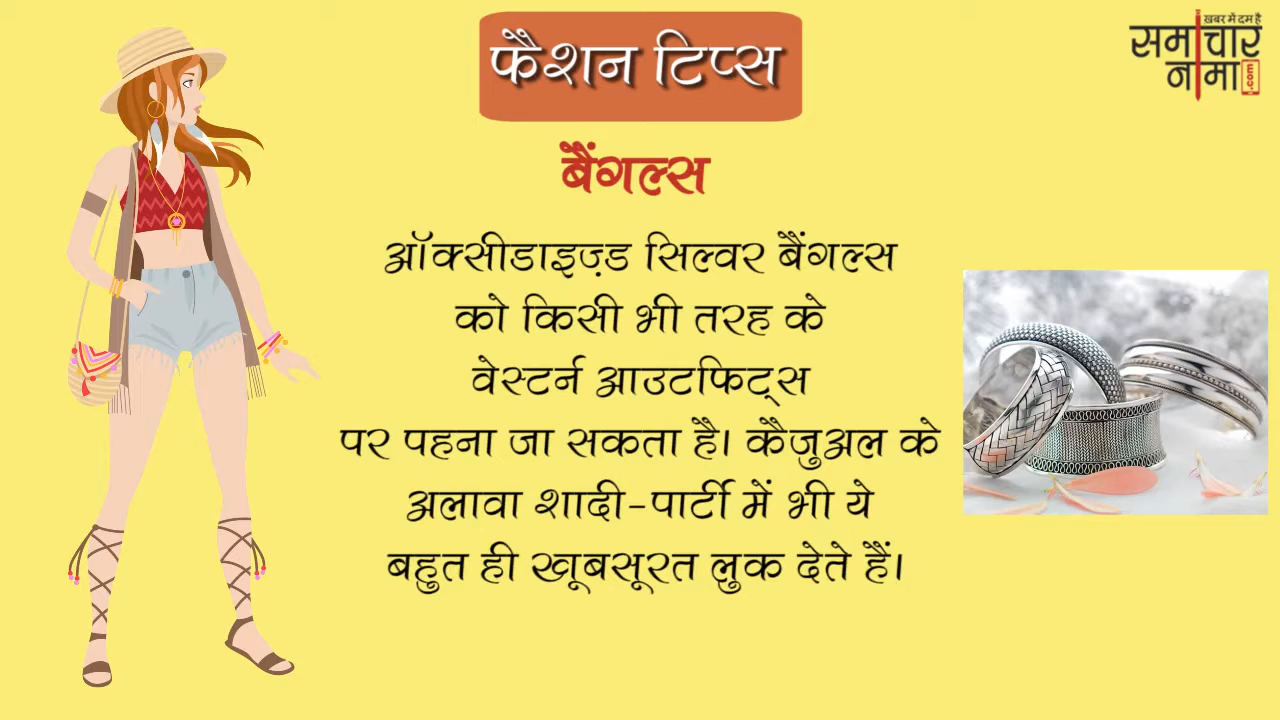 फैशन टिप्स
ख़बर में दम है
समाचार
नामा
.com
बैंगल्स
ऑक्सीडाइज़्ड सिल्वर बैंगल्स
को किसी भी तरह के
वेस्टर्न आउटफिट्स
पर पहना जा सकता है। कैजुअल के
अलावा शादी-पार्टी में भी ये
बहुत ही खूबसूरत लुक देते हैं।